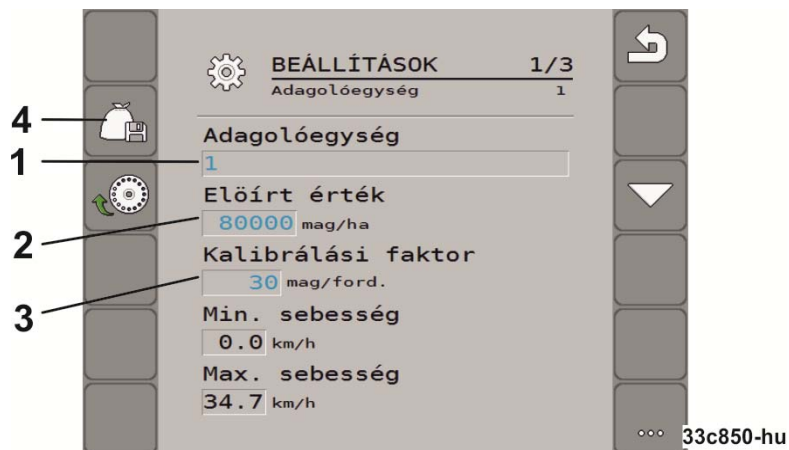 BEÁLLÍTÁSOK 1/3
Adagolóegység 1
4
Adagolóegység
1
1
Elöírt érték
80000 mag/ha
2
Kalibrálási faktor
30 mag/ford.
3
Min. sebesség
0.0 km/h
Max. sebesség
34.7 km/h
33c850-hu